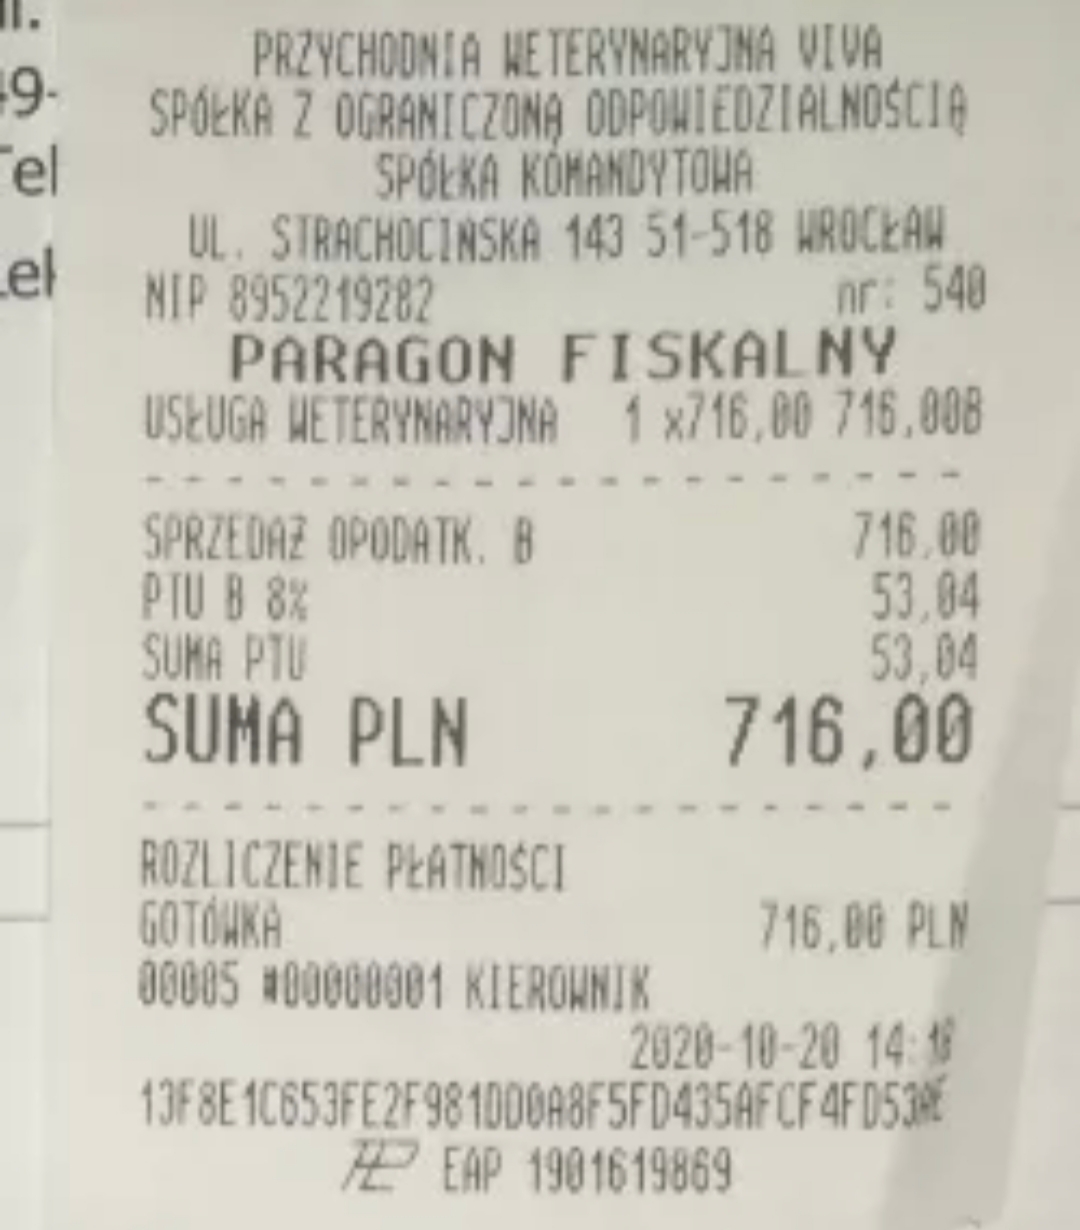 PRZYCHODNIA WETERYNARYJNA VIVA
SPÓŁKA Z OGRANICZONĄ ODPOWIEDZIALNOŚCIĄ
SPÓŁKA KOMANDYTOWA
UL. STRACHOCIŃSKA 143 51-518 WROCŁAW
NIP 8952219282 nr: 540
PARAGON FISKALNY
USŁUGA WETERYNARYJNA 1 x716,00 716,00B
SPRZEDAŻ OPODATK. B 716,00
PTU B 8% 53,04
SUMA PTU 53,04
SUMA PLN 716,00
ROZLICZENIE PŁATNOŚCI
GOTÓWKA 716,00 PLN
00005 #00000001 KIEROWNIK
2020-10-20
13F8E1C653FE2F981DD0A8F5FD435AFCF4FD53AE
EAP 1901619869